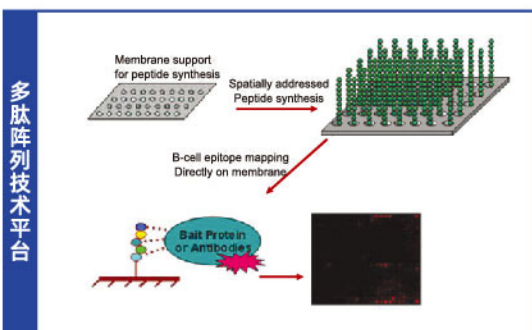 多肽阵列技术平台
Membrane support
for peptide synthesis
Spatially addressed
Peptide synthesis
B-cell epitope mapping
Directly on membrane
Bait Protein
or Antibodies